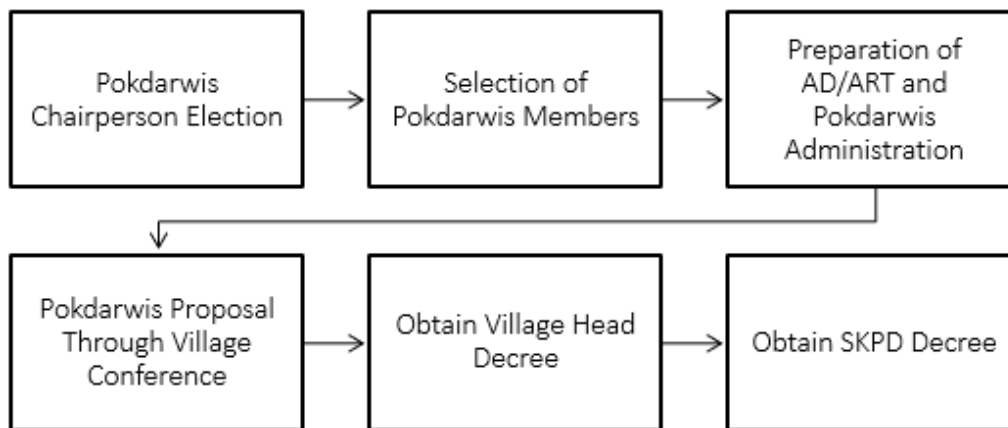 Pokdarwis
Chairperson Election
Selection of
Pokdarwis Members
Preparation of
AD/ART and
Pokdarwis
Administration
Pokdarwis Proposal
Through Village
Conference
Obtain Village Head
Decree
Obtain SKPD Decree